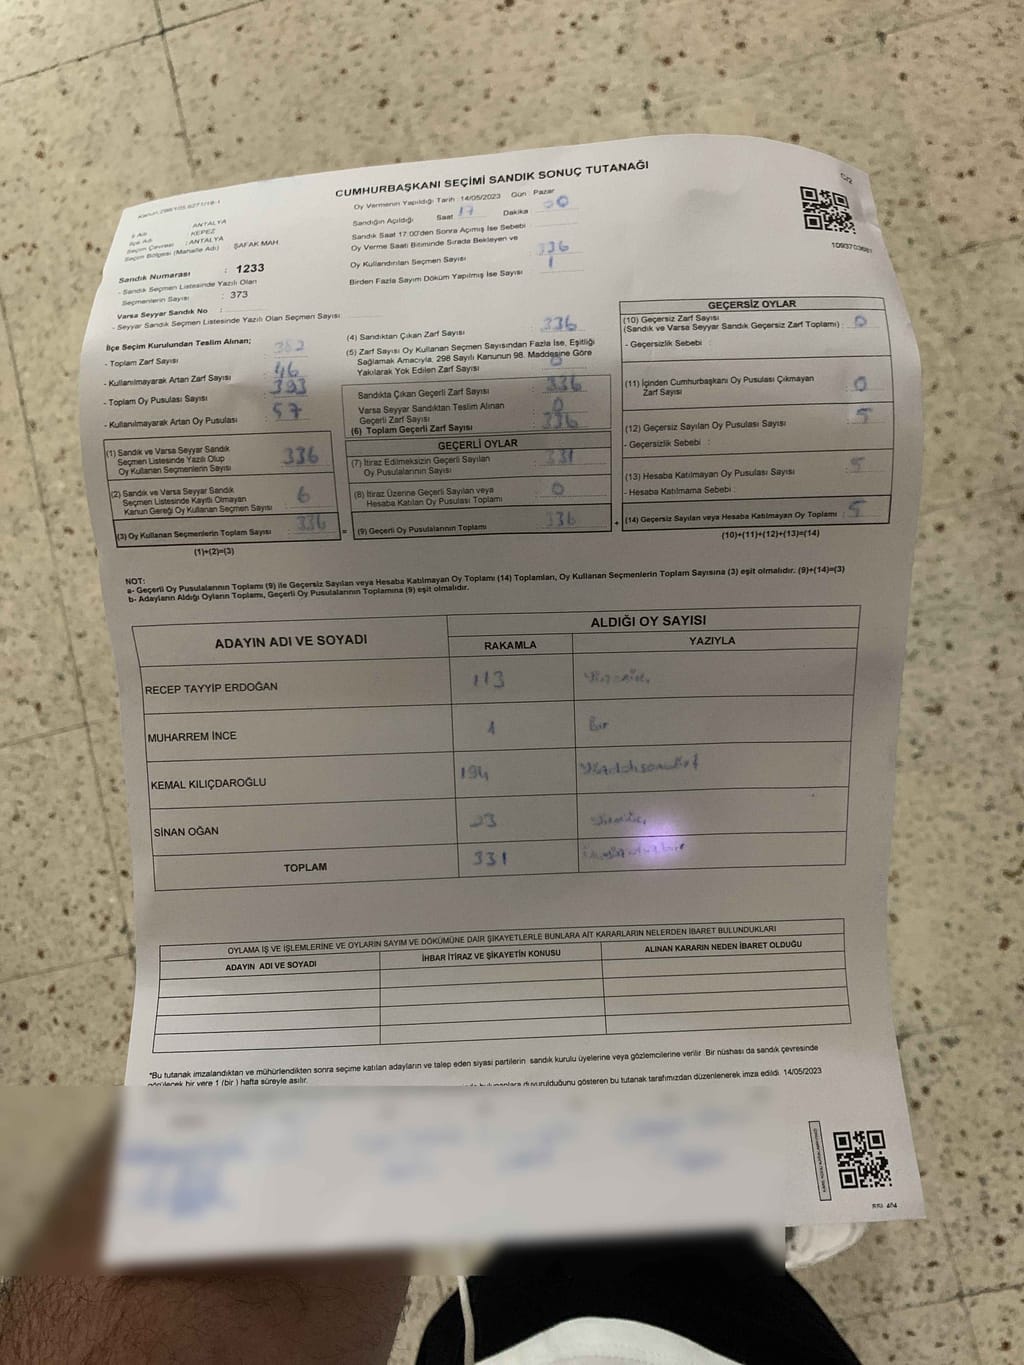 CUMHURBAŞKANI SEÇİMİ SANDIK SONUÇ TUTANAĞI
İl Adı : ANTALYA
İlçe Adı : KEPEZ
Seçim Çevresi : ANTALYA
Seçim Bölgesi (Mahalle Adı) ŞAFAK MAH.
Sandık Numarası : 1233
- Sandık Seçmen Listesinde Yazılı Olan
Seçmenlerin Sayısı : 373
Varsa Seyyar Sandık No :
- Seyyar Sandık Seçmen Listesinde Yazılı Olan Seçmen Sayısı
Oy Vermenin Yapıldığı Tarih : 14/05/2023 Gün : Pazar
Sandığın Açıldığı Saat 17 Dakika : 00
Sandık Saat 17.00'den Sonra Açımış İse Sebebi
Oy Verme Saati Bitiminde Sırada Bekleyen ve
Oy Kullandırılan Seçmen Sayısı 336
Birden Fazla Sayım Döküm Yapılmış İse Sayısı 1
C/2
İlçe Seçim Kurulundan Teslim Alınan;
- Toplam Zarf Sayısı : 382
- Kullanılmayarak Artan Zarf Sayısı : 46
- Toplam Oy Pusulası Sayısı : 393
- Kullanılmayarak Artan Oy Pusulası : 57
(1) Sandık ve Varsa Seyyar Sandık
Seçmen Listesinde Yazılı Olup
Oy Kullanan Seçmenlerin Sayısı 336
(2) Sandık ve Varsa Seyyar Sandık
Seçmen Listesinde Kayıtlı Olmayan
Kanun Gereği Oy Kullanan Seçmen Sayısı
(3) Oy Kullanan Seçmenlerin Toplam Sayısı 336
(1)+(2)=(3)
(4) Sandıktan Çıkan Zarf Sayısı : 336
(5) Zarf Sayısı Oy Kullanan Seçmen Sayısından Fazla İse, Eşitliği
Sağlamak Amacıyla, 298 Sayılı Kanunun 98. Maddesine Göre
Yakılarak Yok Edilen Zarf Sayısı : 0
Sandıkta Çıkan Geçerli Zarf Sayısı : 336
Varsa Seyyar Sandıktan Teslim Alınan
Geçerli Zarf Sayısı : 0
(6) Toplam Geçerli Zarf Sayısı : 336
GEÇERLİ OYLAR
(7) İtiraz Edilmeksizin Geçerli Sayılan
Oy Pusulalarının Sayısı : 331
(8) İtiraz Üzerine Geçerli Sayılan veya
Hesaba Katılan Oy Pusulası Toplamı : 0
= (9) Geçerli Oy Pusulalarının Toplamı
GEÇERSİZ OYLAR
(10) Geçersiz Zarf Sayısı
(Sandık ve Varsa Seyyar Sandık Geçersiz Zarf Toplamı) : 0
- Geçersizlik Sebebi :
(11) İçinden Cumhurbaşkanı Oy Pusulası Çıkmayan
Zarf Sayısı : 0
(12) Geçersiz Sayılan Oy Pusulası Sayısı : 5
- Geçersizlik Sebebi :
(13) Hesaba Katılmayan Oy Pusulası Sayısı : 5
- Hesaba Katılmama Sebebi :
+ (14) Geçersiz Sayılan veya Hesaba Katılmayan Oy Toplamı : 5
(10)+(11)+(12)+(13)=(14)
NOT:
a- Geçerli Oy Pusulalarının Toplamı (9) ile Geçersiz Sayılan veya Hesaba Katılmayan Oy Toplamı (14) Toplamları, Oy Kullanan Seçmenlerin Toplam Sayısına (3) eşit olmalıdır. (9)+(14)=(3)
b- Adayların Aldığı Oyların Toplamı, Geçerli Oy Pusulalarının Toplamına (9) eşit olmalıdır.
ADAYIN ADI VE SOYADI
ALDIĞI OY SAYISI
RAKAMLA YAZIYLA
RECEP TAYYİP ERDOĞAN 113
MUHARREM İNCE 1 Bir
KEMAL KILIÇDAROĞLU 194
SİNAN OĞAN 23
TOPLAM 331
OYLAMA İŞ VE İŞLEMLERİNE VE OYLARIN SAYIM VE DÖKÜMÜNE DAİR ŞİKAYETLERLE BUNLARA AİT KARARLARIN NELERDEN İBARET BULUNDUKLARI
ADAYIN ADI VE SOYADI İHBAR İTİRAZ VE ŞİKAYETİN KONUSU ALINAN KARARIN NEDEN İBARET OLDUĞU
*Bu tutanak imzalandıktan ve mühürlendikten sonra seçime katılan adayların ve talep eden siyasi partilerin sandık kurulu üyelerine veya gözlemcilerine verilir Bir nüshası da sandık çevresinde
görülecek bir yere 1 (bir ) hafta süreyle asılır.
duyurulduğunu gösteren bu tutanak tarafımızdan düzenlenerek imza edildi. 14/05/2023